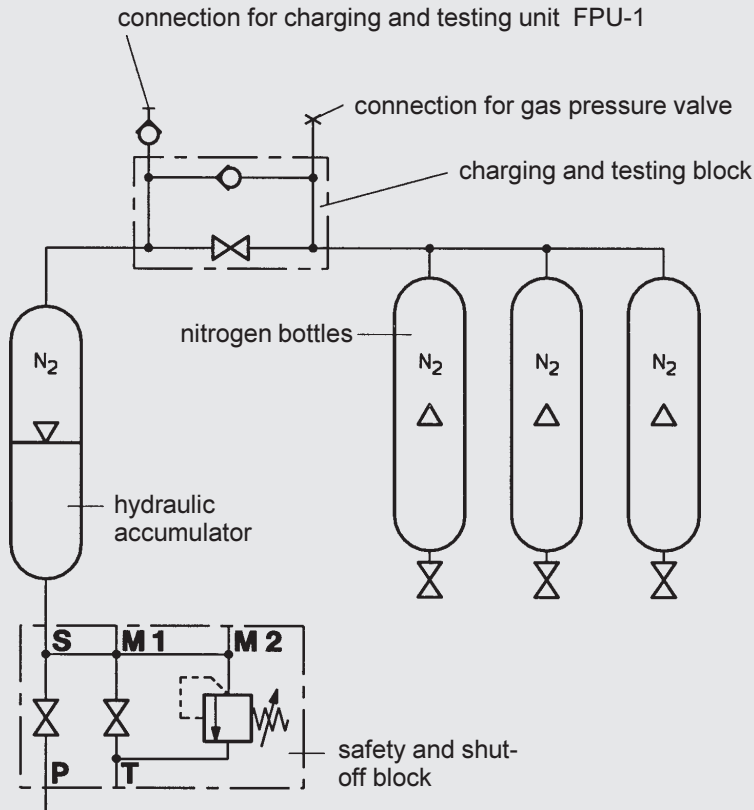 connection for charging and testing unit FPU-1
connection for gas pressure valve
charging and testing block
nitrogen bottles
N2
N2
N2
N2
hydraulic
accumulator
S
M 1
M 2
safety and shut-
off block
P
T